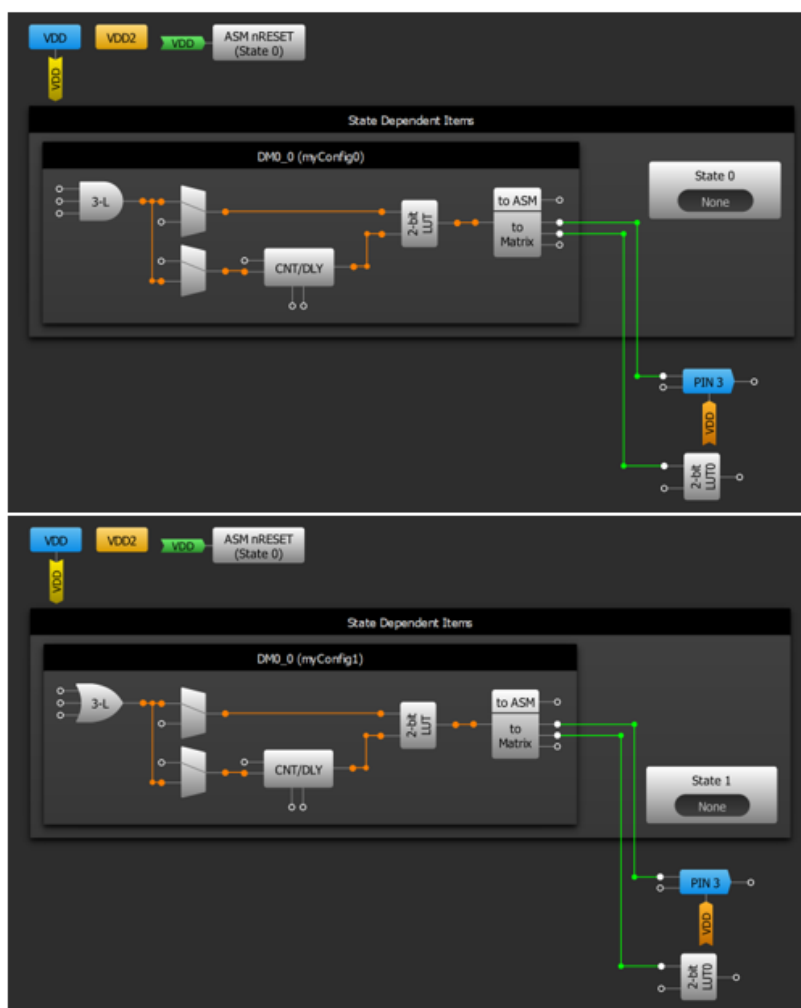 VDD
VDD2
VDD
ASM nRESET
(State 0)
VDD
State Dependent Items
DM0_0 (myConfig0)
3-L
CNT/DLY
2-bit
LUT
to ASM
to
Matrix
State 0
None
PIN 3
VDD
2-bit
LUT0
VDD
VDD2
VDD
ASM nRESET
(State 0)
VDD
State Dependent Items
DM0_0 (myConfig1)
3-L
CNT/DLY
2-bit
LUT
to ASM
to
Matrix
State 1
None
PIN 3
VDD
2-bit
LUT0